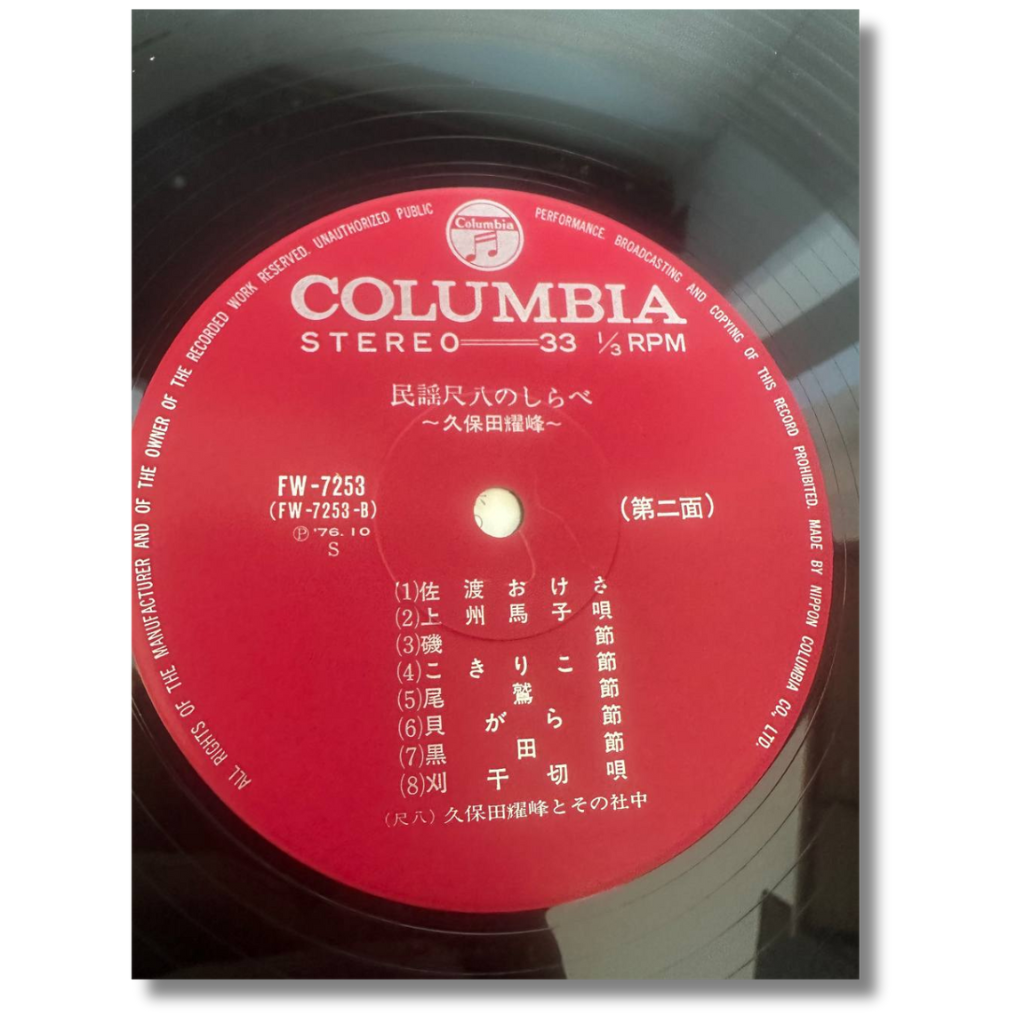 ALL RIGHTS OF THE MANUFACTURER AND OF THE OWNER OF THE RECORDED WORK RESERVED. UNAUTHORIZED PUBLIC PERFORMANCE. BROADCASTING AND COPYING OF THIS RECORD PROHIBITED. MADE BY NIPPON COLUMBIA CO., LTD.
Columbia
COLUMBIA
STEREO 33 1/3 RPM
民謡尺八のしらべ
~久保田耀峰~
FW-7253
(FW-7253-B)
Ⓟ '76.10
S
(第二面)
(1)佐渡おけさ
(2)上州馬子唄
(3)磯節
(4)こきりこ節
(5)尾鷲節
(6)貝がら節
(7)黒田節
(8)刈干切唄
(尺八) 久保田耀峰とその社中